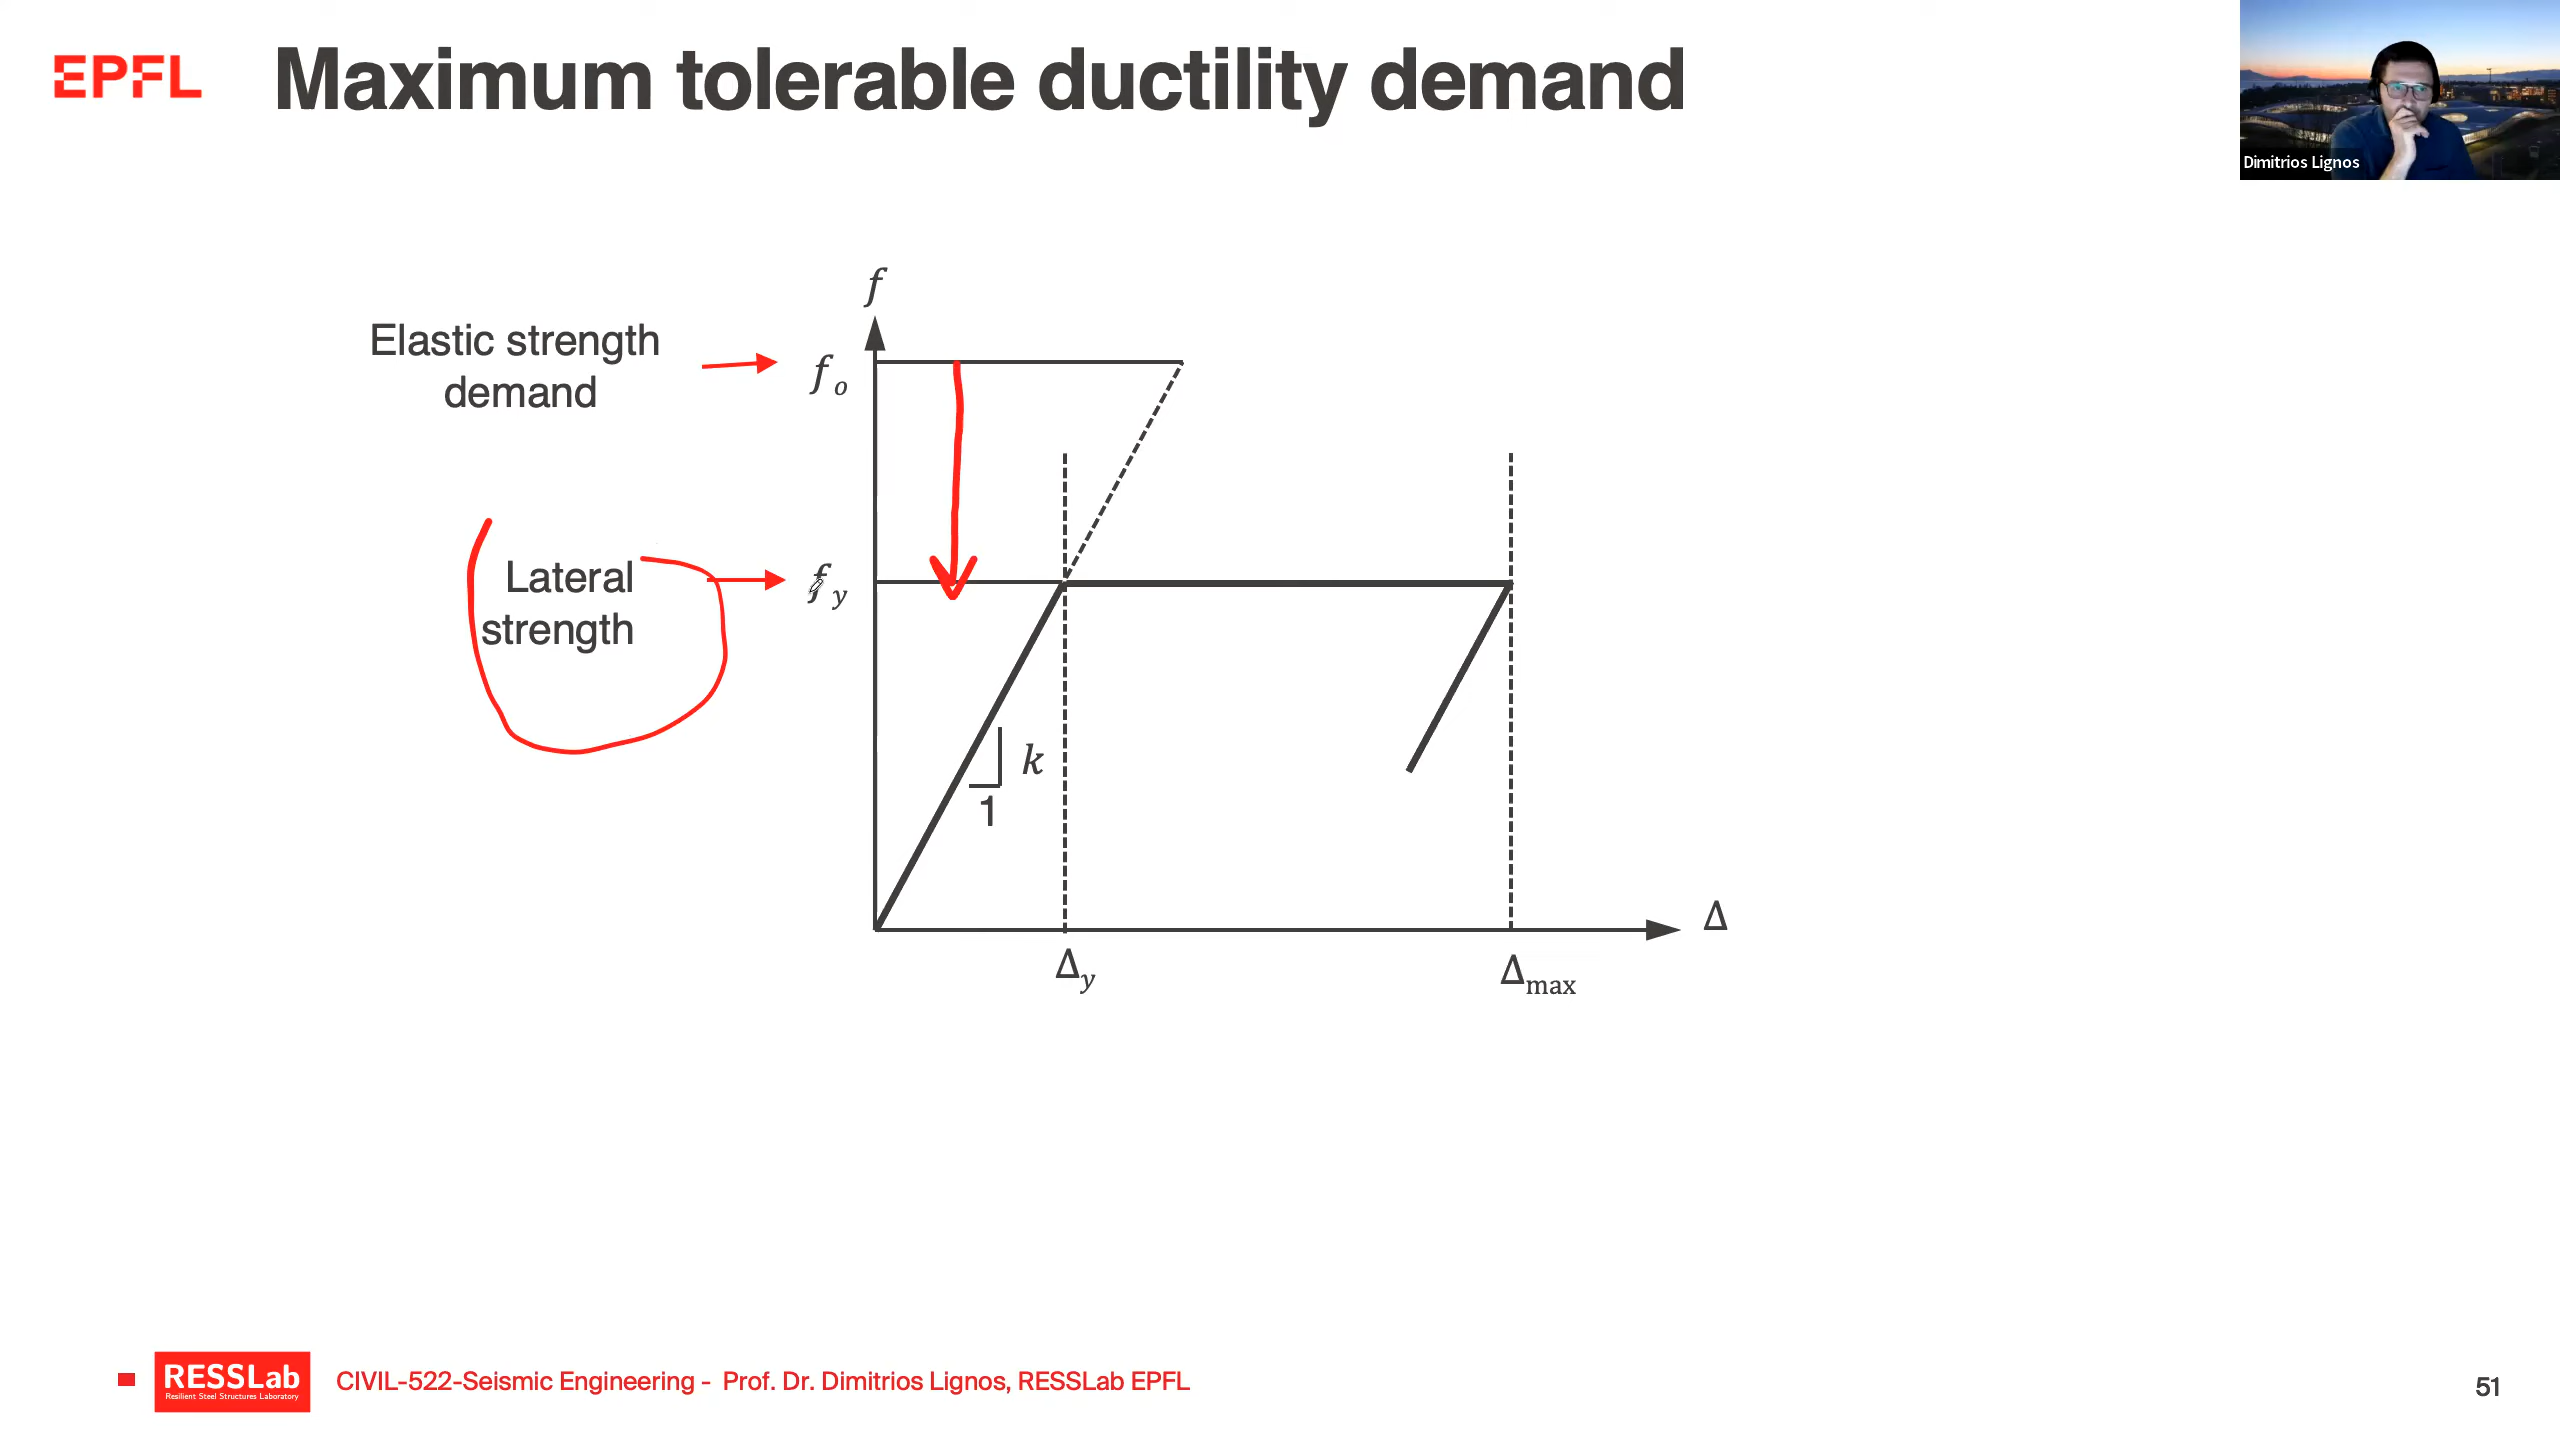 EPFL
Maximum tolerable ductility demand
Dimitrios Lignos
f
Elastic strength
demand
f_o
Lateral
strength
f_y
k
1
Δ
Δ_y
Δ_max
RESSLab
Resilient Steel Structures Laboratory
CIVIL-522-Seismic Engineering - Prof. Dr. Dimitrios Lignos, RESSLab EPFL
51